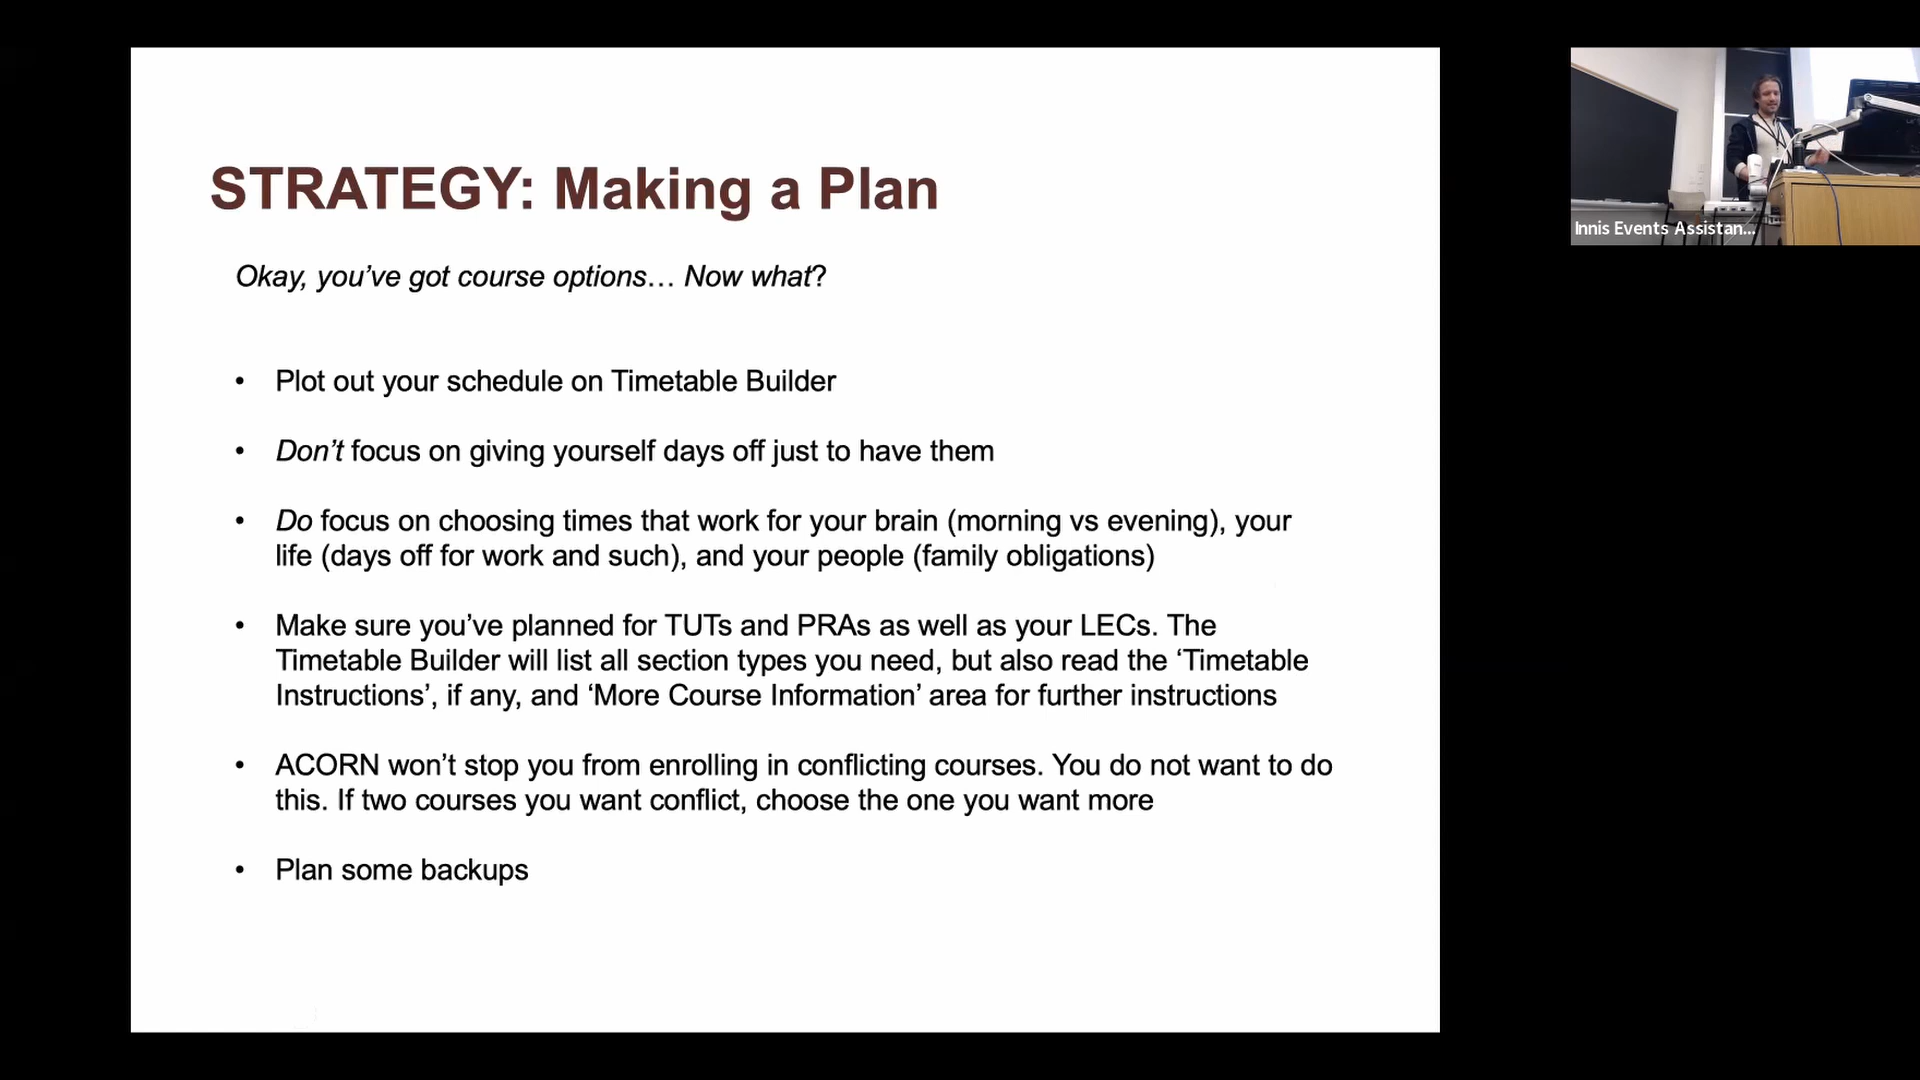 STRATEGY: Making a Plan
Okay, you’ve got course options… Now what?
• Plot out your schedule on Timetable Builder
• Don’t focus on giving yourself days off just to have them
• Do focus on choosing times that work for your brain (morning vs evening), your
life (days off for work and such), and your people (family obligations)
• Make sure you’ve planned for TUTs and PRAs as well as your LECs. The
Timetable Builder will list all section types you need, but also read the ‘Timetable
Instructions’, if any, and ‘More Course Information’ area for further instructions
• ACORN won’t stop you from enrolling in conflicting courses. You do not want to do
this. If two courses you want conflict, choose the one you want more
• Plan some backups
Innis Events Assistan...